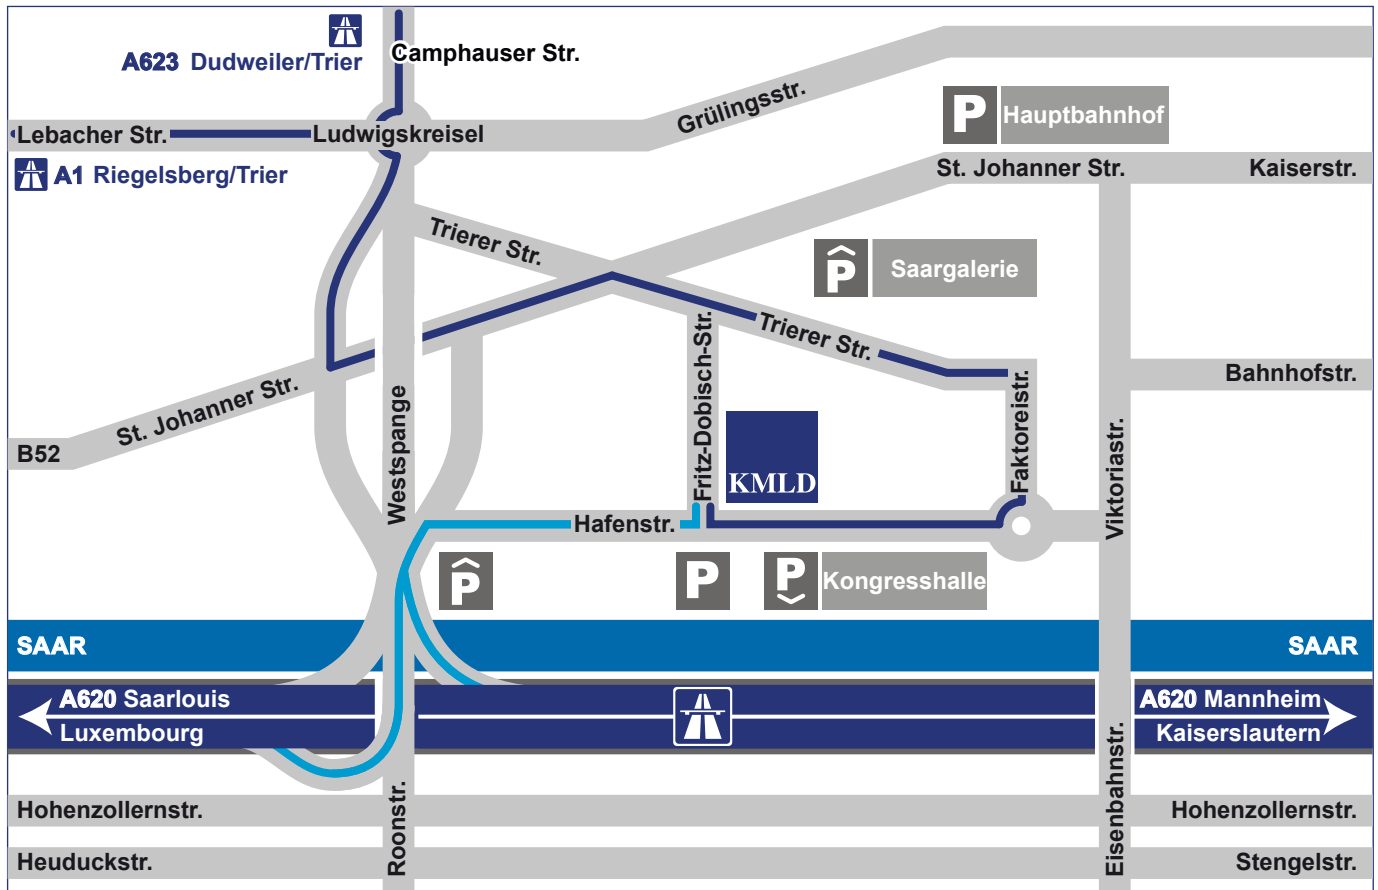 A623 Dudweiler/Trier
Camphauser Str.
Lebacher Str.
Ludwigskreisel
Grülingsstr.
P Hauptbahnhof
A1 Riegelsberg/Trier
St. Johanner Str.
Kaiserstr.
Trierer Str.
P Saargalerie
Trierer Str.
Fritz-Dobisch-Str.
Faktoreistr.
Bahnhofstr.
St. Johanner Str.
B52
Westspange
KMLD
Viktoriastr.
Hafenstr.
P
P
P Kongresshalle
SAAR
SAAR
A620 Saarlouis
Luxembourg
A620 Mannheim
Kaiserslautern
Roonstr.
Eisenbahnstr.
Hohenzollernstr.
Hohenzollernstr.
Heuduckstr.
Stengelstr.